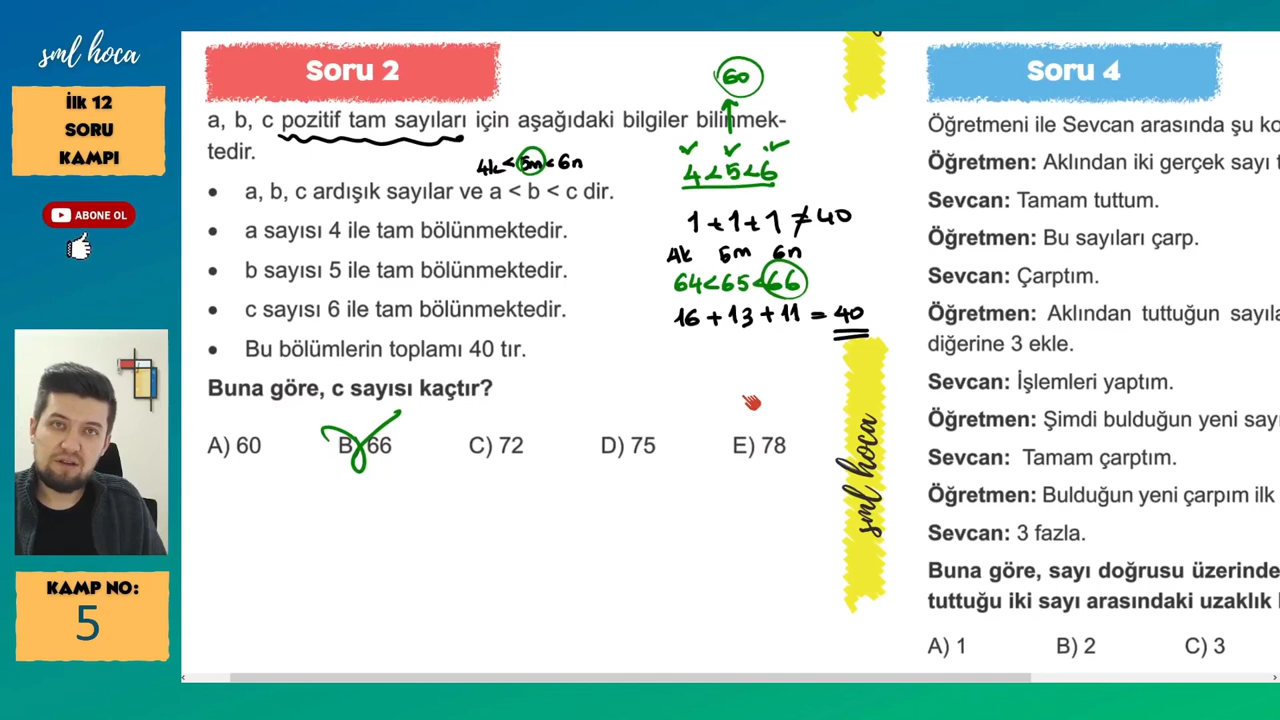 sml hoca
İlk 12
SORU
KAMPI
ABONE OL
KAMP NO:
5
Soru 2
a, b, c pozitif tam sayıları için aşağıdaki bilgiler bilinmek-
tedir.
4k < 5m < 6n
• a, b, c ardışık sayılar ve a < b < c dir.
• a sayısı 4 ile tam bölünmektedir.
• b sayısı 5 ile tam bölünmektedir.
• c sayısı 6 ile tam bölünmektedir.
• Bu bölümlerin toplamı 40 tır.
Buna göre, c sayısı kaçtır?
A) 60 B) 66 C) 72 D) 75 E) 78
60
4 < 5 < 6
1 + 1 + 1 ≠ 40
4k 5m 6n
64 < 65 < 66
16 + 13 + 11 = 40
sml hoca
Soru 4
Öğretmeni ile Sevcan arasında şu ko
Öğretmen: Aklından iki gerçek sayı t
Sevcan: Tamam tuttum.
Öğretmen: Bu sayıları çarp.
Sevcan: Çarptım.
Öğretmen: Aklından tuttuğun sayıla
diğerine 3 ekle.
Sevcan: İşlemleri yaptım.
Öğretmen: Şimdi bulduğun yeni sayı
Sevcan: Tamam çarptım.
Öğretmen: Bulduğun yeni çarpım ilk
Sevcan: 3 fazla.
Buna göre, sayı doğrusu üzerinde
tuttuğu iki sayı arasındaki uzaklık
A) 1 B) 2 C) 3